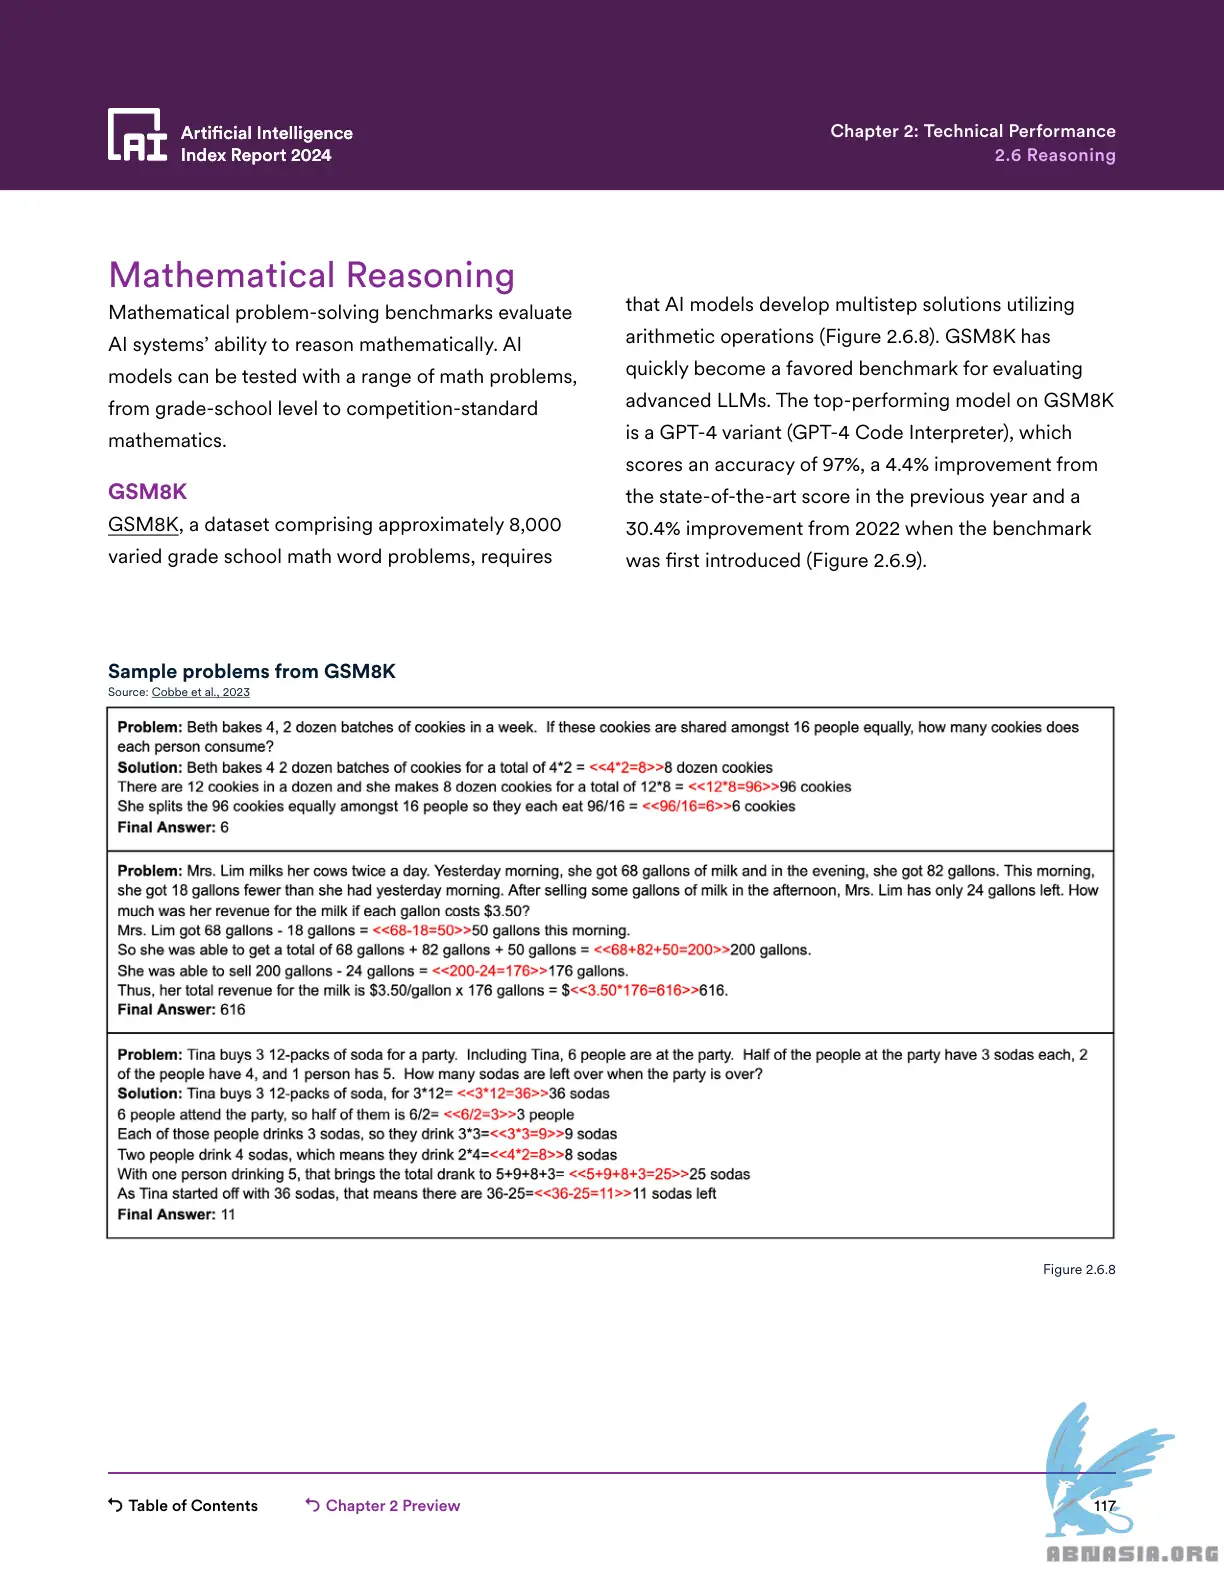 Artificial Intelligence
Index Report 2024
Chapter 2: Technical Performance
2.6 Reasoning
Mathematical Reasoning
Mathematical problem-solving benchmarks evaluate
AI systems’ ability to reason mathematically. AI
models can be tested with a range of math problems,
from grade-school level to competition-standard
mathematics.
GSM8K
GSM8K, a dataset comprising approximately 8,000
varied grade school math word problems, requires
that AI models develop multistep solutions utilizing
arithmetic operations (Figure 2.6.8). GSM8K has
quickly become a favored benchmark for evaluating
advanced LLMs. The top-performing model on GSM8K
is a GPT-4 variant (GPT-4 Code Interpreter), which
scores an accuracy of 97%, a 4.4% improvement from
the state-of-the-art score in the previous year and a
30.4% improvement from 2022 when the benchmark
was first introduced (Figure 2.6.9).
Sample problems from GSM8K
Source: Cobbe et al., 2023
Problem: Beth bakes 4, 2 dozen batches of cookies in a week. If these cookies are shared amongst 16 people equally, how many cookies does
each person consume?
Solution: Beth bakes 4 2 dozen batches of cookies for a total of 4*2 = <<4*2=8>>8 dozen cookies
There are 12 cookies in a dozen and she makes 8 dozen cookies for a total of 12*8 = <<12*8=96>>96 cookies
She splits the 96 cookies equally amongst 16 people so they each eat 96/16 = <<96/16=6>>6 cookies
Final Answer: 6
Problem: Mrs. Lim milks her cows twice a day. Yesterday morning, she got 68 gallons of milk and in the evening, she got 82 gallons. This morning,
she got 18 gallons fewer than she had yesterday morning. After selling some gallons of milk in the afternoon, Mrs. Lim has only 24 gallons left. How
much was her revenue for the milk if each gallon costs $3.50?
Mrs. Lim got 68 gallons - 18 gallons = <<68-18=50>>50 gallons this morning.
So she was able to get a total of 68 gallons + 82 gallons + 50 gallons = <<68+82+50=200>>200 gallons.
She was able to sell 200 gallons - 24 gallons = <<200-24=176>>176 gallons.
Thus, her total revenue for the milk is $3.50/gallon x 176 gallons = $<<3.50*176=616>>616.
Final Answer: 616
Problem: Tina buys 3 12-packs of soda for a party. Including Tina, 6 people are at the party. Half of the people at the party have 3 sodas each, 2
of the people have 4, and 1 person has 5. How many sodas are left over when the party is over?
Solution: Tina buys 3 12-packs of soda, for 3*12= <<3*12=36>>36 sodas
6 people attend the party, so half of them is 6/2= <<6/2=3>>3 people
Each of those people drinks 3 sodas, so they drink 3*3=<<3*3=9>>9 sodas
Two people drink 4 sodas, which means they drink 2*4=<<4*2=8>>8 sodas
With one person drinking 5, that brings the total drank to 5+9+8+3= <<5+9+8+3=25>>25 sodas
As Tina started off with 36 sodas, that means there are 36-25=<<36-25=11>>11 sodas left
Final Answer: 11
Figure 2.6.8
Table of Contents
Chapter 2 Preview
117
ABNASIA.ORG